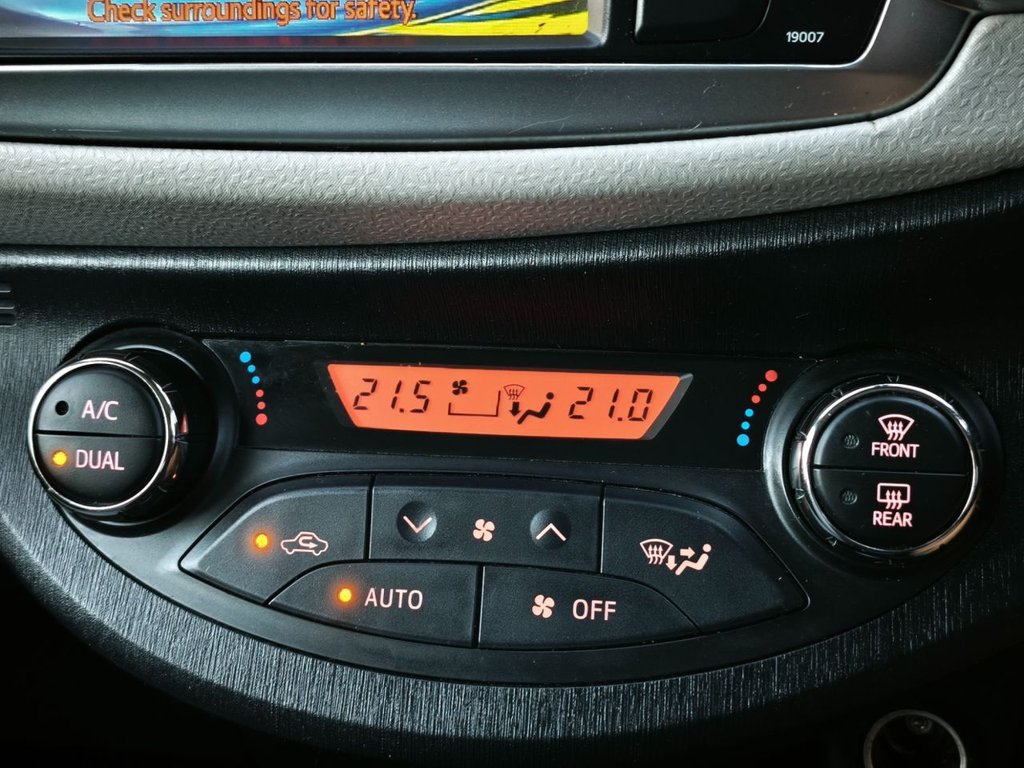 Check surroundings for safety.
19007
A/C
DUAL
21.5
21.0
FRONT
REAR
AUTO
OFF